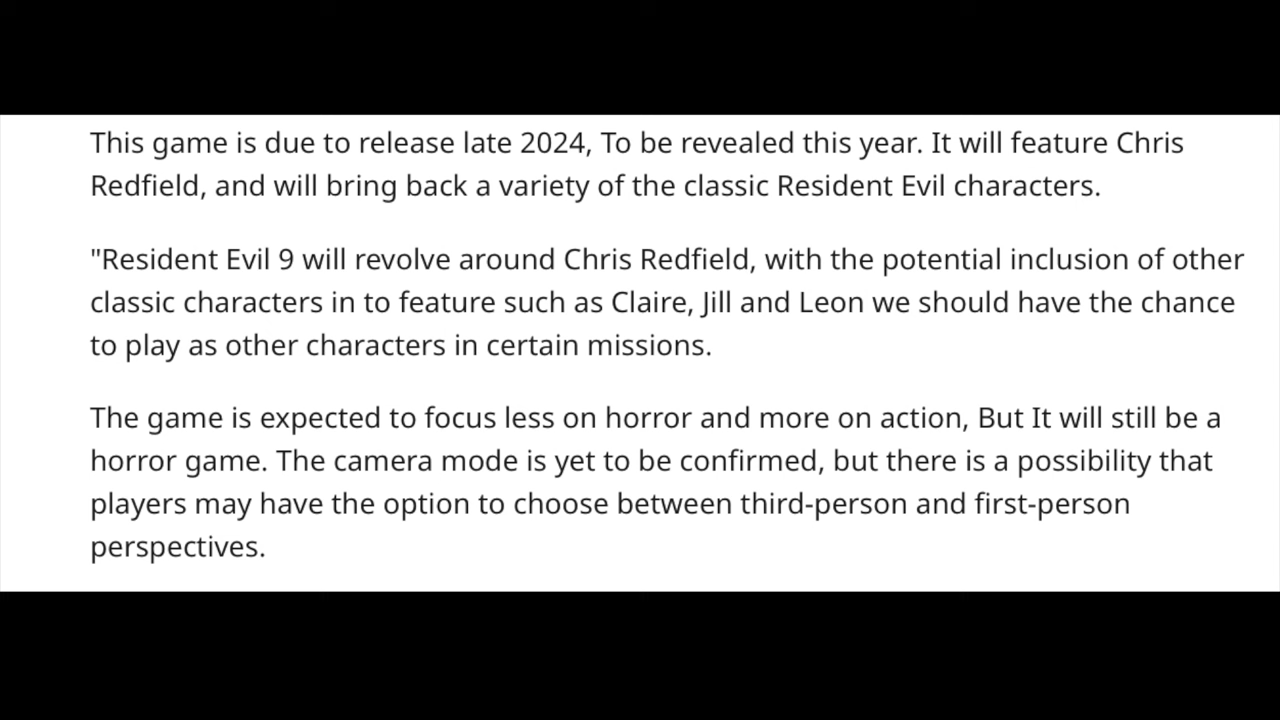 This game is due to release late 2024, To be revealed this year. It will feature Chris
Redfield, and will bring back a variety of the classic Resident Evil characters.
"Resident Evil 9 will revolve around Chris Redfield, with the potential inclusion of other
classic characters in to feature such as Claire, Jill and Leon we should have the chance
to play as other characters in certain missions.
The game is expected to focus less on horror and more on action, But It will still be a
horror game. The camera mode is yet to be confirmed, but there is a possibility that
players may have the option to choose between third-person and first-person
perspectives.